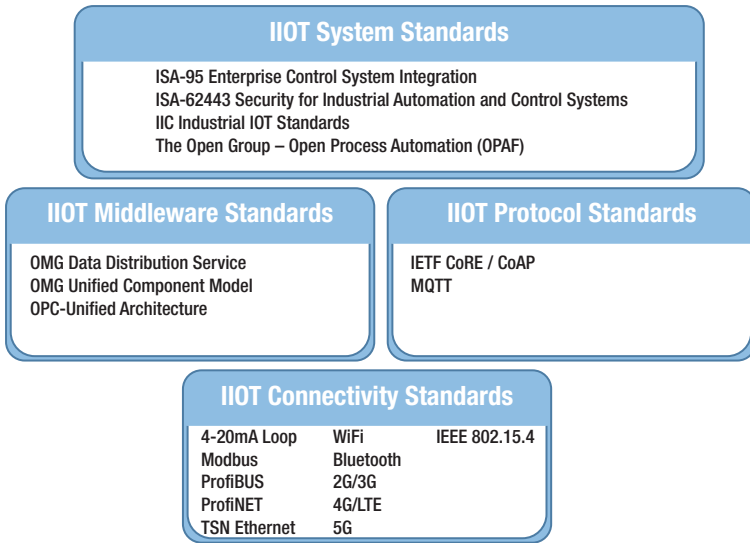 IIOT System Standards
ISA-95 Enterprise Control System Integration
ISA-62443 Security for Industrial Automation and Control Systems
IIC Industrial IOT Standards
The Open Group – Open Process Automation (OPAF)
IIOT Middleware Standards
OMG Data Distribution Service
OMG Unified Component Model
OPC-Unified Architecture
IIOT Protocol Standards
IETF CoRE / CoAP
MQTT
IIOT Connectivity Standards
4-20mA Loop WiFi IEEE 802.15.4
Modbus Bluetooth
ProfiBUS 2G/3G
ProfiNET 4G/LTE
TSN Ethernet 5G